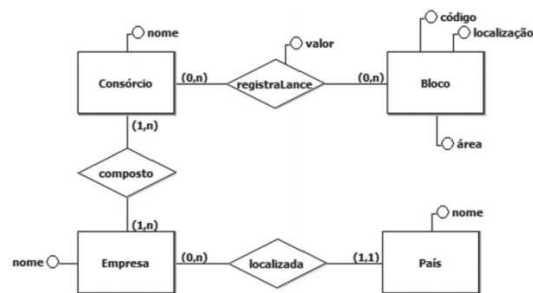 código
nome
localização
valor
Consórcio
(0,n)
registraLance
(0,n)
Bloco
(1,n)
área
composto
nome
(1,n)
nome
Empresa
(0,n)
localizada
(1,1)
País